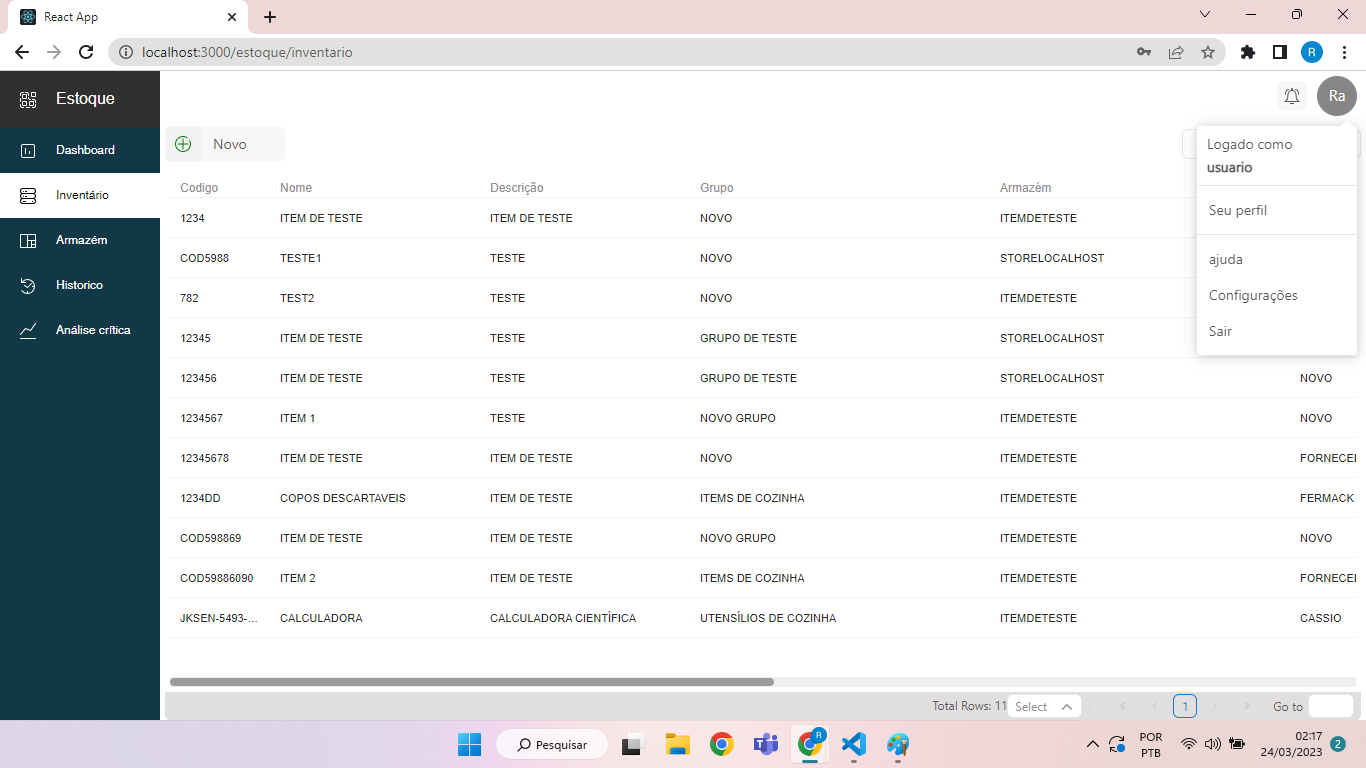 React App
localhost:3000/estoque/inventario
R
Estoque
Ra
Dashboard
Inventário
Armazém
Historico
Análise crítica
Novo
Logado como
usuario
Seu perfil
ajuda
Configurações
Sair
Codigo Nome Descrição Grupo Armazém
1234 ITEM DE TESTE ITEM DE TESTE NOVO ITEMDETESTE
COD5988 TESTE1 TESTE NOVO STORELOCALHOST
782 TEST2 TESTE NOVO ITEMDETESTE
12345 ITEM DE TESTE TESTE GRUPO DE TESTE STORELOCALHOST
123456 ITEM DE TESTE TESTE GRUPO DE TESTE STORELOCALHOST NOVO
1234567 ITEM 1 TESTE NOVO GRUPO ITEMDETESTE NOVO
12345678 ITEM DE TESTE ITEM DE TESTE NOVO ITEMDETESTE FORNECEI
1234DD COPOS DESCARTAVEIS ITEM DE TESTE ITEMS DE COZINHA ITEMDETESTE FERMACK
COD598869 ITEM DE TESTE ITEM DE TESTE NOVO GRUPO ITEMDETESTE NOVO
COD59886090 ITEM 2 ITEM DE TESTE ITEMS DE COZINHA ITEMDETESTE FORNECEI
JKSEN-5493-... CALCULADORA CALCULADORA CIENTÍFICA UTENSÍLIOS DE COZINHA ITEMDETESTE CASSIO
Total Rows: 11 Select 1 Go to
Pesquisar
R
POR
PTB
02:17
24/03/2023
2